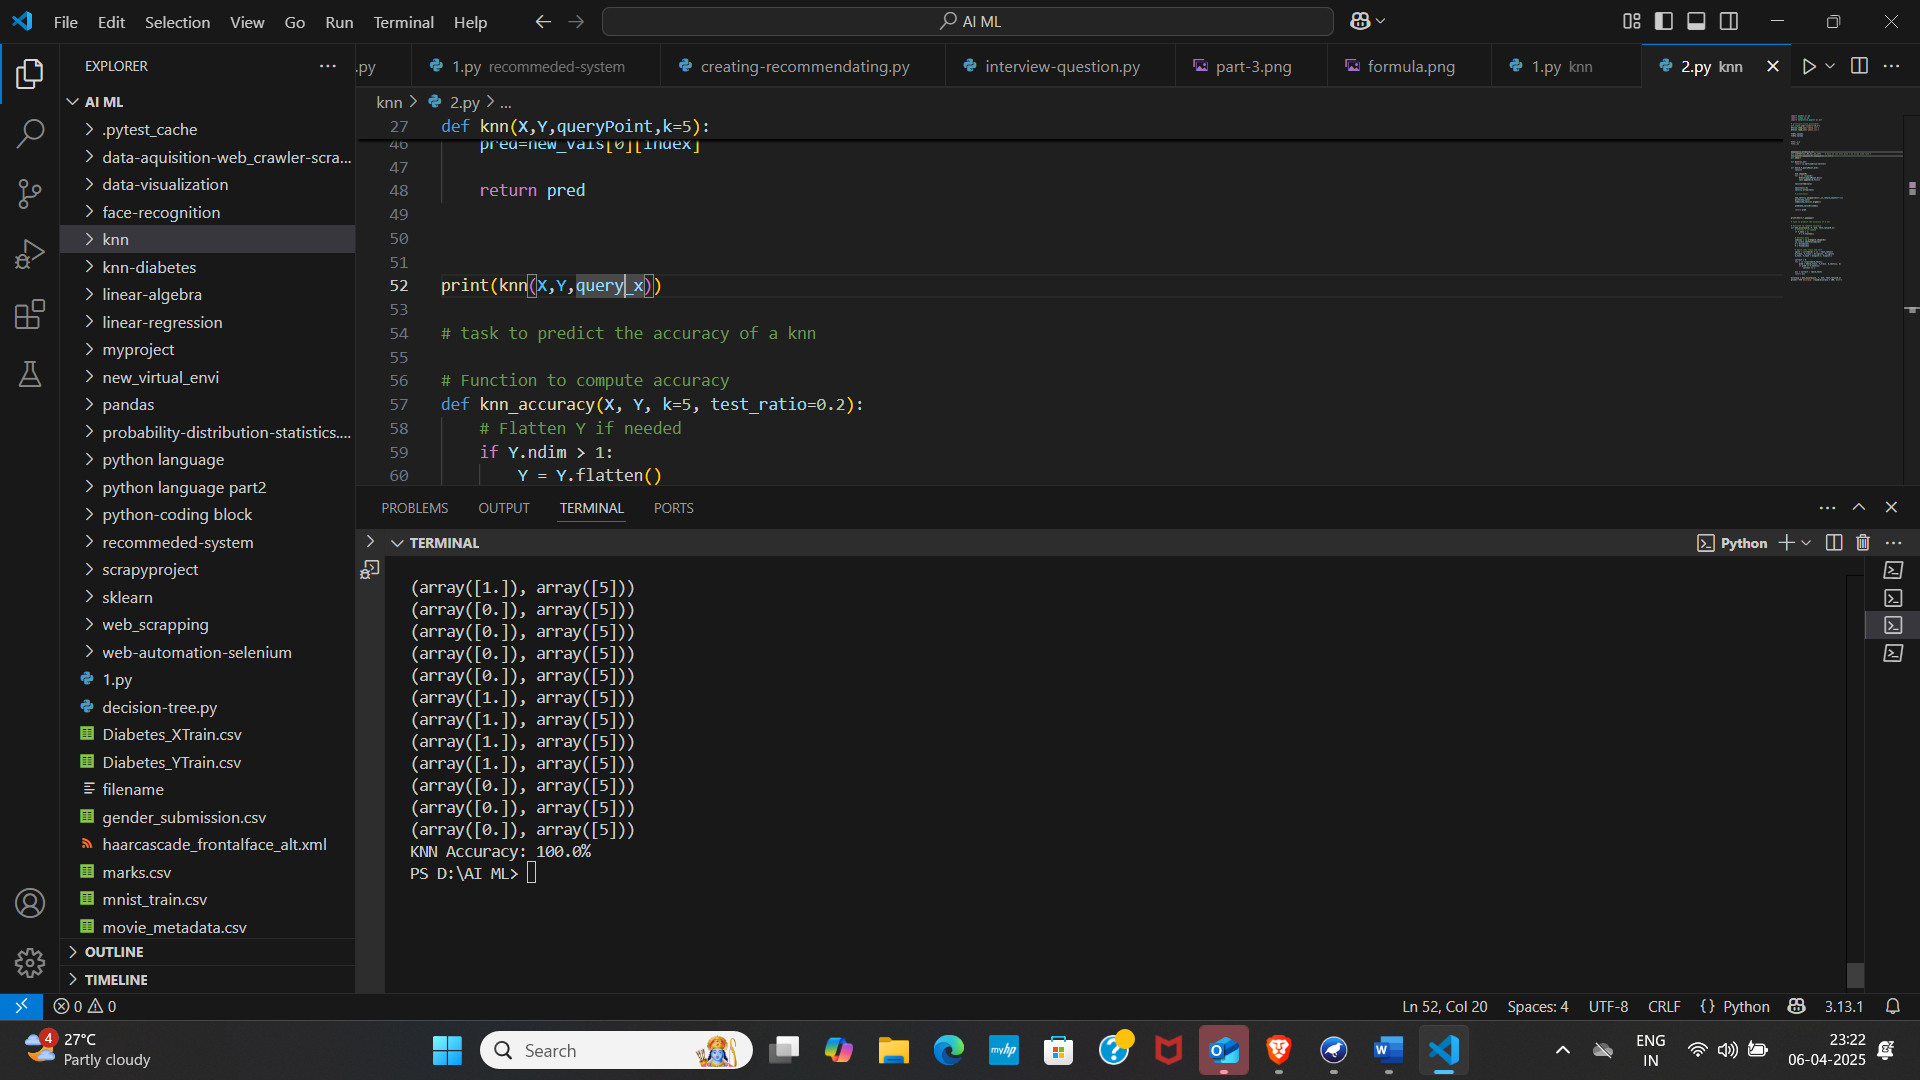 File Edit Selection View Go Run Terminal Help
AI ML
EXPLORER
.py
1.py recommeded-system
creating-recommendating.py
interview-question.py
part-3.png
formula.png
1.py knn
2.py knn
AI ML
.pytest_cache
data-aquisition-web_crawler-scra...
data-visualization
face-recognition
knn
knn-diabetes
linear-algebra
linear-regression
myproject
new_virtual_envi
pandas
probability-distribution-statistics....
python language
python language part2
python-coding block
recommeded-system
scrapyproject
sklearn
web_scrapping
web-automation-selenium
1.py
decision-tree.py
Diabetes_XTrain.csv
Diabetes_YTrain.csv
filename
gender_submission.csv
haarcascade_frontalface_alt.xml
marks.csv
mnist_train.csv
movie_metadata.csv
OUTLINE
TIMELINE
knn > 2.py > ...
27 def knn(X,Y,queryPoint,k=5):
46 pred=new_vals[0][index]
47
48 return pred
49
50
51
52 print(knn(X,Y,query_x))
53
54 # task to predict the accuracy of a knn
55
56 # Function to compute accuracy
57 def knn_accuracy(X, Y, k=5, test_ratio=0.2):
58 # Flatten Y if needed
59 if Y.ndim > 1:
60 Y = Y.flatten()
PROBLEMS OUTPUT TERMINAL PORTS
TERMINAL
Python
(array([1.]), array([5]))
(array([0.]), array([5]))
(array([0.]), array([5]))
(array([0.]), array([5]))
(array([0.]), array([5]))
(array([1.]), array([5]))
(array([1.]), array([5]))
(array([1.]), array([5]))
(array([1.]), array([5]))
(array([0.]), array([5]))
(array([0.]), array([5]))
(array([0.]), array([5]))
KNN Accuracy: 100.0%
PS D:\AI ML>
0 0
Ln 52, Col 20 Spaces: 4 UTF-8 CRLF {} Python 3.13.1
4
27°C
Partly cloudy
Search
myhp
ENG
IN
23:22
06-04-2025